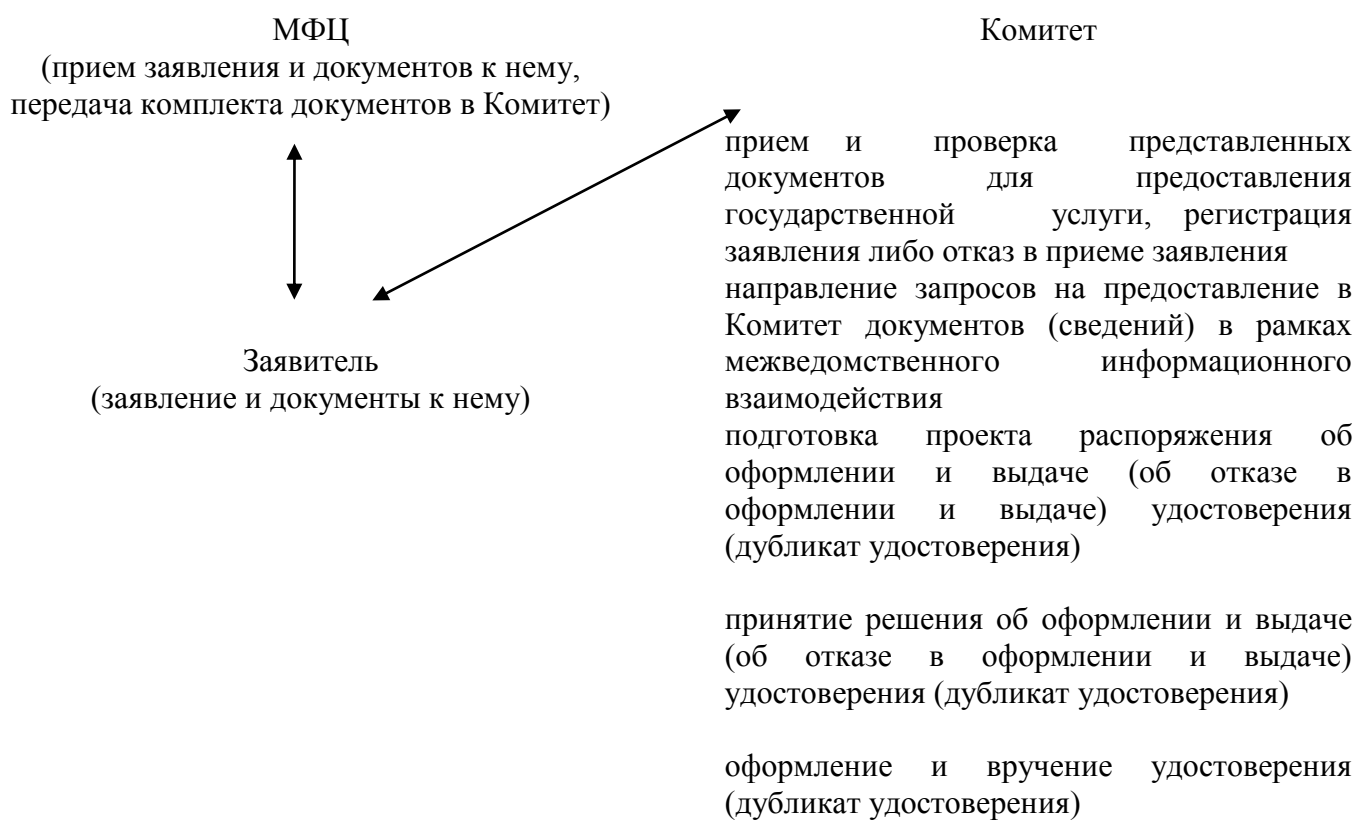 МФЦ
(прием заявления и документов к нему,
передача комплекта документов в Комитет)
Заявитель
(заявление и документы к нему)
Комитет
прием и проверка представленных
документов для предоставления
государственной услуги, регистрация
заявления либо отказ в приеме заявления
направление запросов на предоставление в
Комитет документов (сведений) в рамках
межведомственного информационного
взаимодействия
подготовка проекта распоряжения об
оформлении и выдаче (об отказе в
оформлении и выдаче) удостоверения
(дубликат удостоверения)
принятие решения об оформлении и выдаче
(об отказе в оформлении и выдаче)
удостоверения (дубликат удостоверения)
оформление и вручение удостоверения
(дубликат удостоверения)